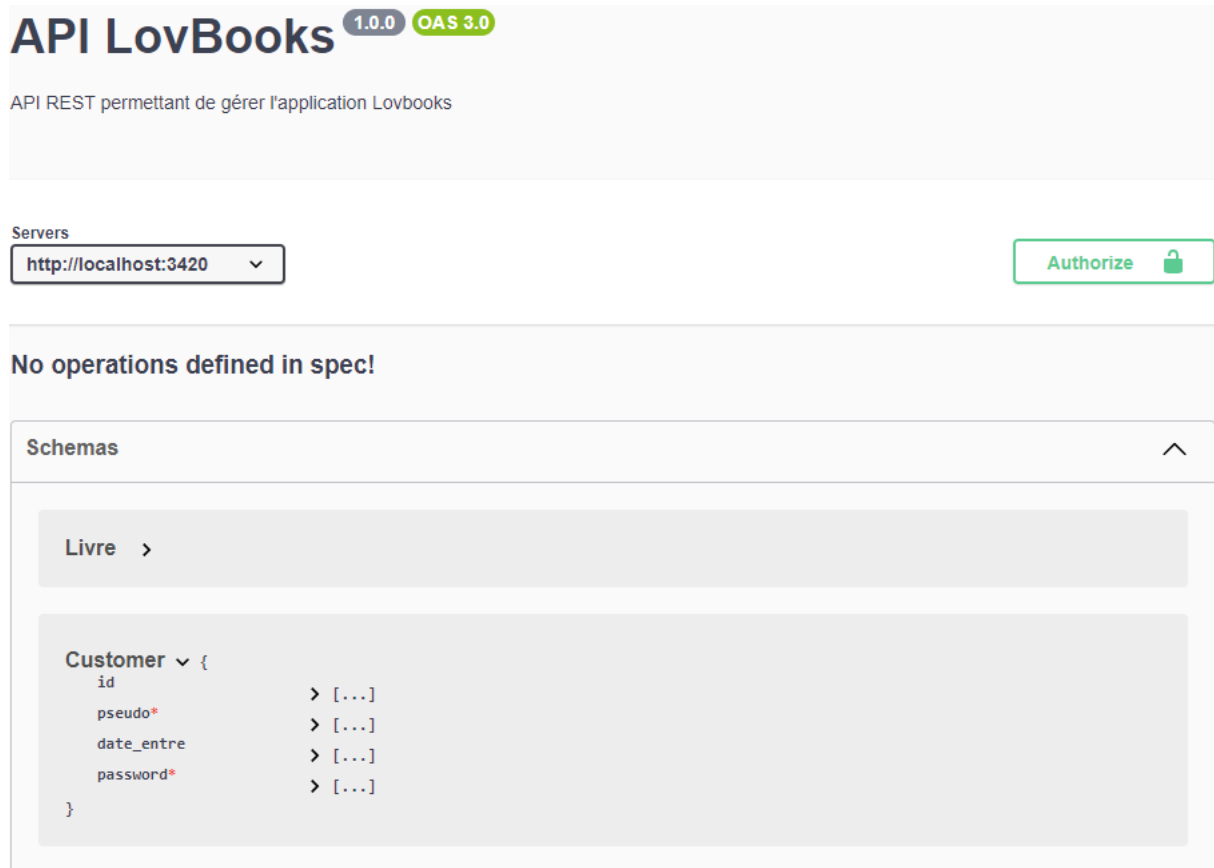 API LovBooks 1.0.0 OAS 3.0
API REST permettant de gérer l'application Lovbooks
Servers
http://localhost:3420
Authorize
No operations defined in spec!
Schemas
Livre >
Customer {
id > [...]
pseudo* > [...]
date_entre > [...]
password* > [...]
}